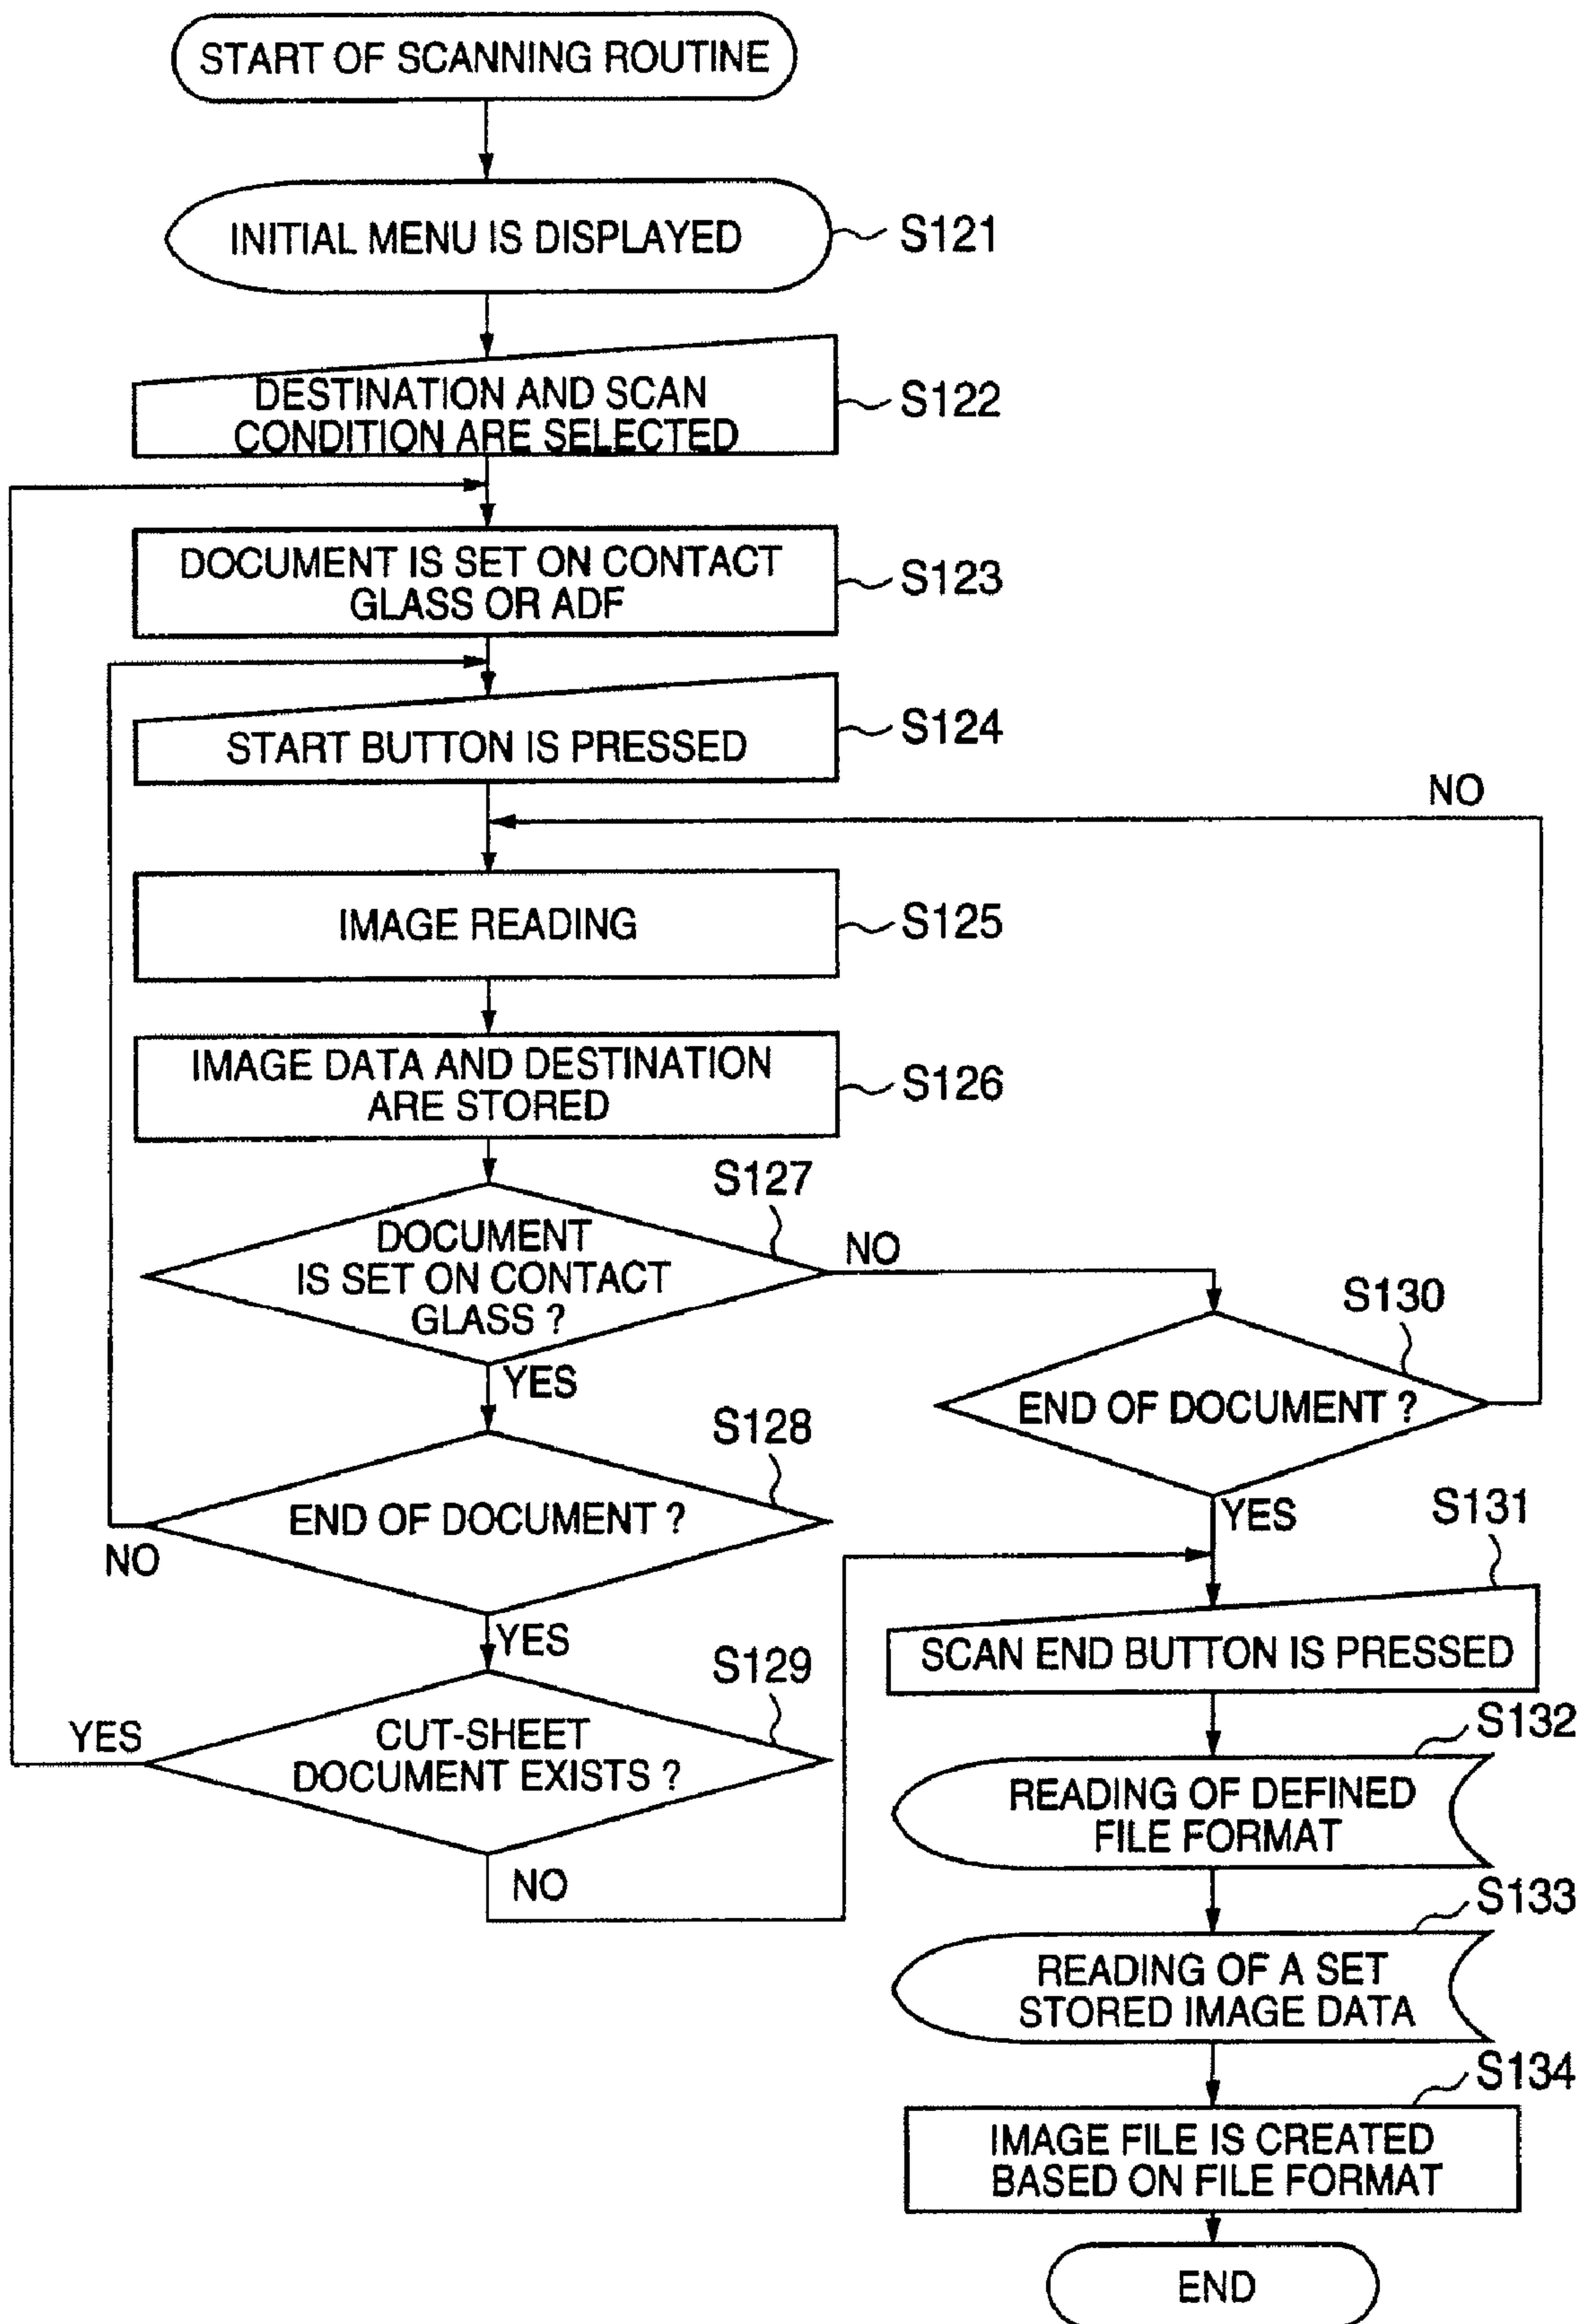 START OF SCANNING ROUTINE
INITIAL MENU IS DISPLAYED
S121
DESTINATION AND SCAN
CONDITION ARE SELECTED
S122
DOCUMENT IS SET ON CONTACT
GLASS OR ADF
S123
START BUTTON IS PRESSED
S124
NO
IMAGE READING
S125
IMAGE DATA AND DESTINATION
ARE STORED
S126
S127
DOCUMENT
IS SET ON CONTACT
GLASS ?
NO
YES
S130
END OF DOCUMENT ?
YES
S128
END OF DOCUMENT ?
NO
YES
S129
CUT-SHEET
DOCUMENT EXISTS ?
YES
NO
S131
SCAN END BUTTON IS PRESSED
S132
READING OF DEFINED
FILE FORMAT
S133
READING OF A SET
STORED IMAGE DATA
S134
IMAGE FILE IS CREATED
BASED ON FILE FORMAT
END